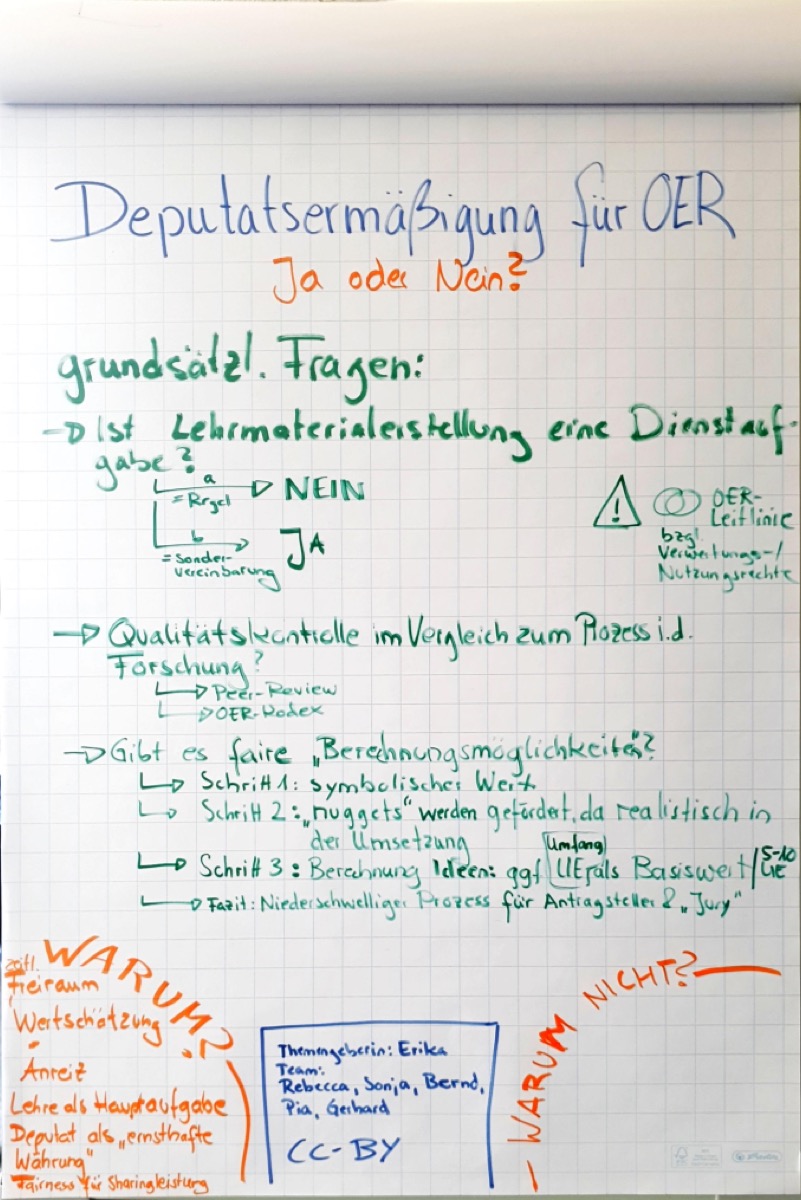 Deputatsermäßigung für OER
Ja oder Nein?
grundsätzl. Fragen:
Ist Lehrmaterialerstellung eine Dienstauf-
gabe?
a
= Regel
NEIN
b
= Sonder-
vereinbarung
JA
OER-
Leitlinie
bzgl.
Verwertungs-/
Nutzungsrechte
Qualitätskontrolle im Vergleich zum Prozess i.d.
Forschung?
Peer-Review
OER-Kodex
Gibt es faire „Berechnungsmöglichkeiten"?
Schritt 1: symbolischer Wert
Schritt 2: „nuggets" werden gefördert, da realistisch in
der Umsetzung
Umfang
Schritt 3: Berechnung Ideen: ggf. UE als Basiswert/
5-10
UE
Fazit: Niederschwelliger Prozess für Antragsteller & „Jury"
WARUM?
zeitl.
Freiraum
Wertschätzung
Anreiz
Lehre als Hauptaufgabe
Deputat als „ernsthafte
Währung"
Fairness für Sharingleistung
Themengeberin: Erika
Team:
Rebecca, Sonja, Bernd,
Pia, Gerhard
CC-BY
WARUM NICHT?